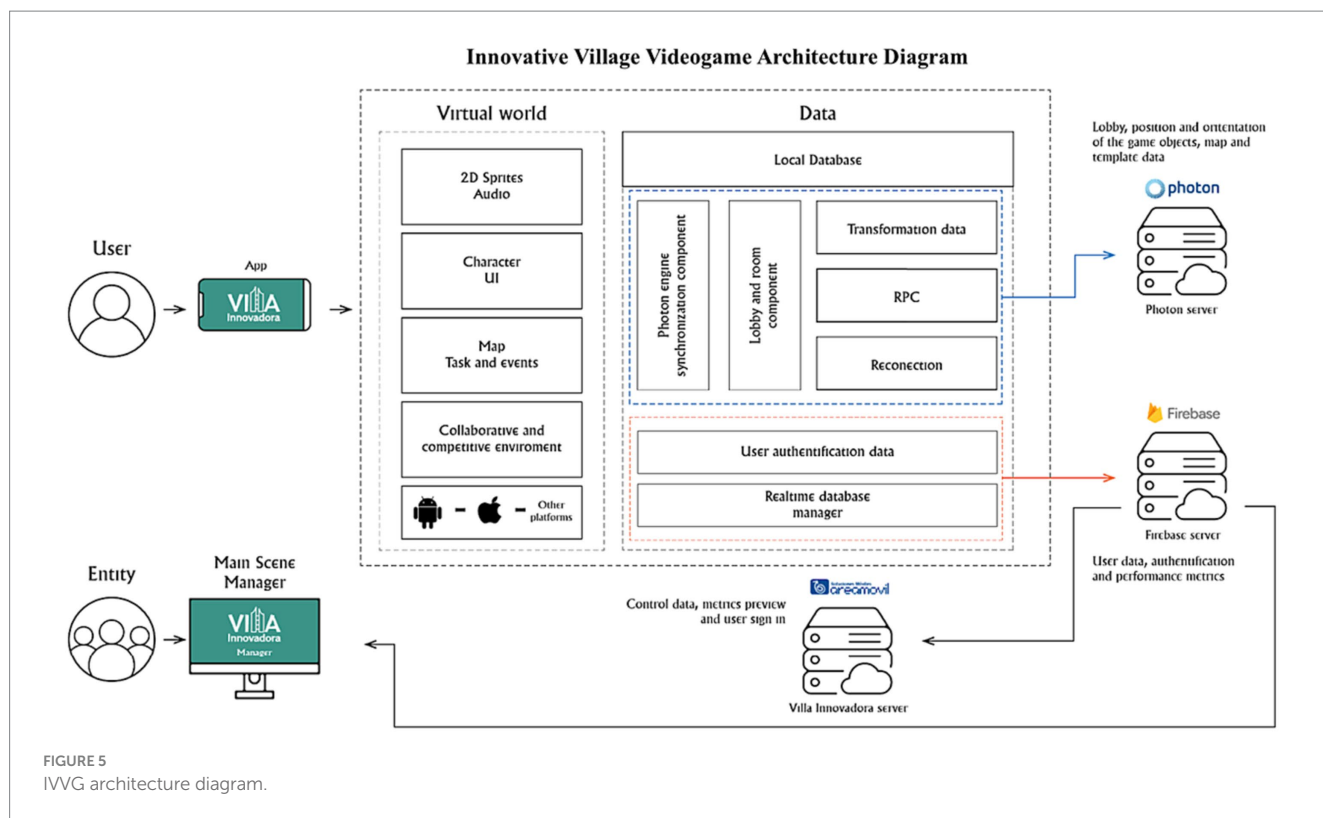 Innovative Village Videogame Architecture Diagram
User
App
VILLA
Innovadora
Virtual world
2D Sprites
Audio
Character
UI
Map
Task and events
Collaborative and
competitive enviroment
Other
platforms
Data
Local Database
Photon engine
synchronization component
Lobby and room
component
Transformation data
RPC
Reconection
User authentification data
Realtime database
manager
Lobby, position and orientation
of the game objects, map and
template data
photon
Photon server
Firebase
Firebase server
User data, authentification
and performance metrics
Entity
Main Scene
Manager
VILLA
Innovadora
Manager
Control data, metrics preview
and user sign in
areamovil
Villa Innovadora server
FIGURE 5
IVVG architecture diagram.